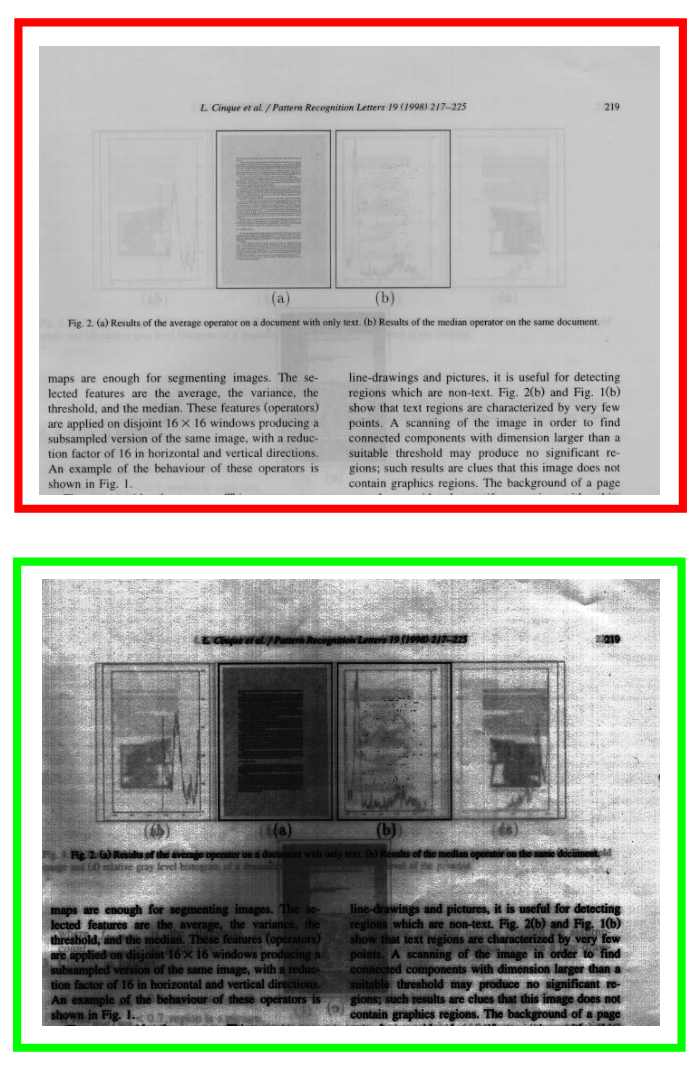 L. Cinque et al. / Pattern Recognition Letters 19 (1998) 217–225
219
(a)
(b)
Fig. 2. (a) Results of the average operator on a document with only text. (b) Results of the median operator on the same document.
maps are enough for segmenting images. The se-
lected features are the average, the variance, the
threshold, and the median. These features (operators)
are applied on disjoint 16 × 16 windows producing a
subsampled version of the same image, with a reduc-
tion factor of 16 in horizontal and vertical directions.
An example of the behaviour of these operators is
shown in Fig. 1.
line-drawings and pictures, it is useful for detecting
regions which are non-text. Fig. 2(b) and Fig. 1(b)
show that text regions are characterized by very few
points. A scanning of the image in order to find
connected components with dimension larger than a
suitable threshold may produce no significant re-
gions; such results are clues that this image does not
contain graphics regions. The background of a page
L. Cinque et al. / Pattern Recognition Letters 19 (1998) 217–225
219
(a)
(b)
Fig. 2. (a) Results of the average operator on a document with only text. (b) Results of the median operator on the same document.
maps are enough for segmenting images. The se-
lected features are the average, the variance, the
threshold, and the median. These features (operators)
are applied on disjoint 16 × 16 windows producing a
subsampled version of the same image, with a reduc-
tion factor of 16 in horizontal and vertical directions.
An example of the behaviour of these operators is
shown in Fig. 1.
line-drawings and pictures, it is useful for detecting
regions which are non-text. Fig. 2(b) and Fig. 1(b)
show that text regions are characterized by very few
points. A scanning of the image in order to find
connected components with dimension larger than a
suitable threshold may produce no significant re-
gions; such results are clues that this image does not
contain graphics regions. The background of a page